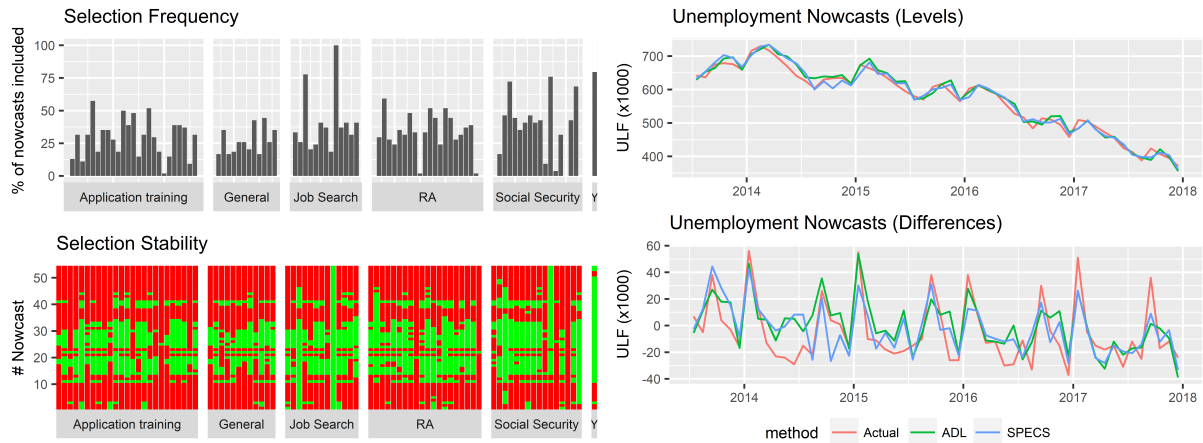 Selection Frequency
% of nowcasts included
100
75
50
25
0
Application training
General
Job Search
RA
Social Security
Y
Selection Stability
# Nowcast
50
40
30
20
10
Application training
General
Job Search
RA
Social Security
Y
Unemployment Nowcasts (Levels)
ULF (x1000)
700
600
500
400
2014
2015
2016
2017
2018
Unemployment Nowcasts (Differences)
ULF (x1000)
60
40
20
0
-20
-40
2014
2015
2016
2017
2018
method
Actual
ADL
SPECS